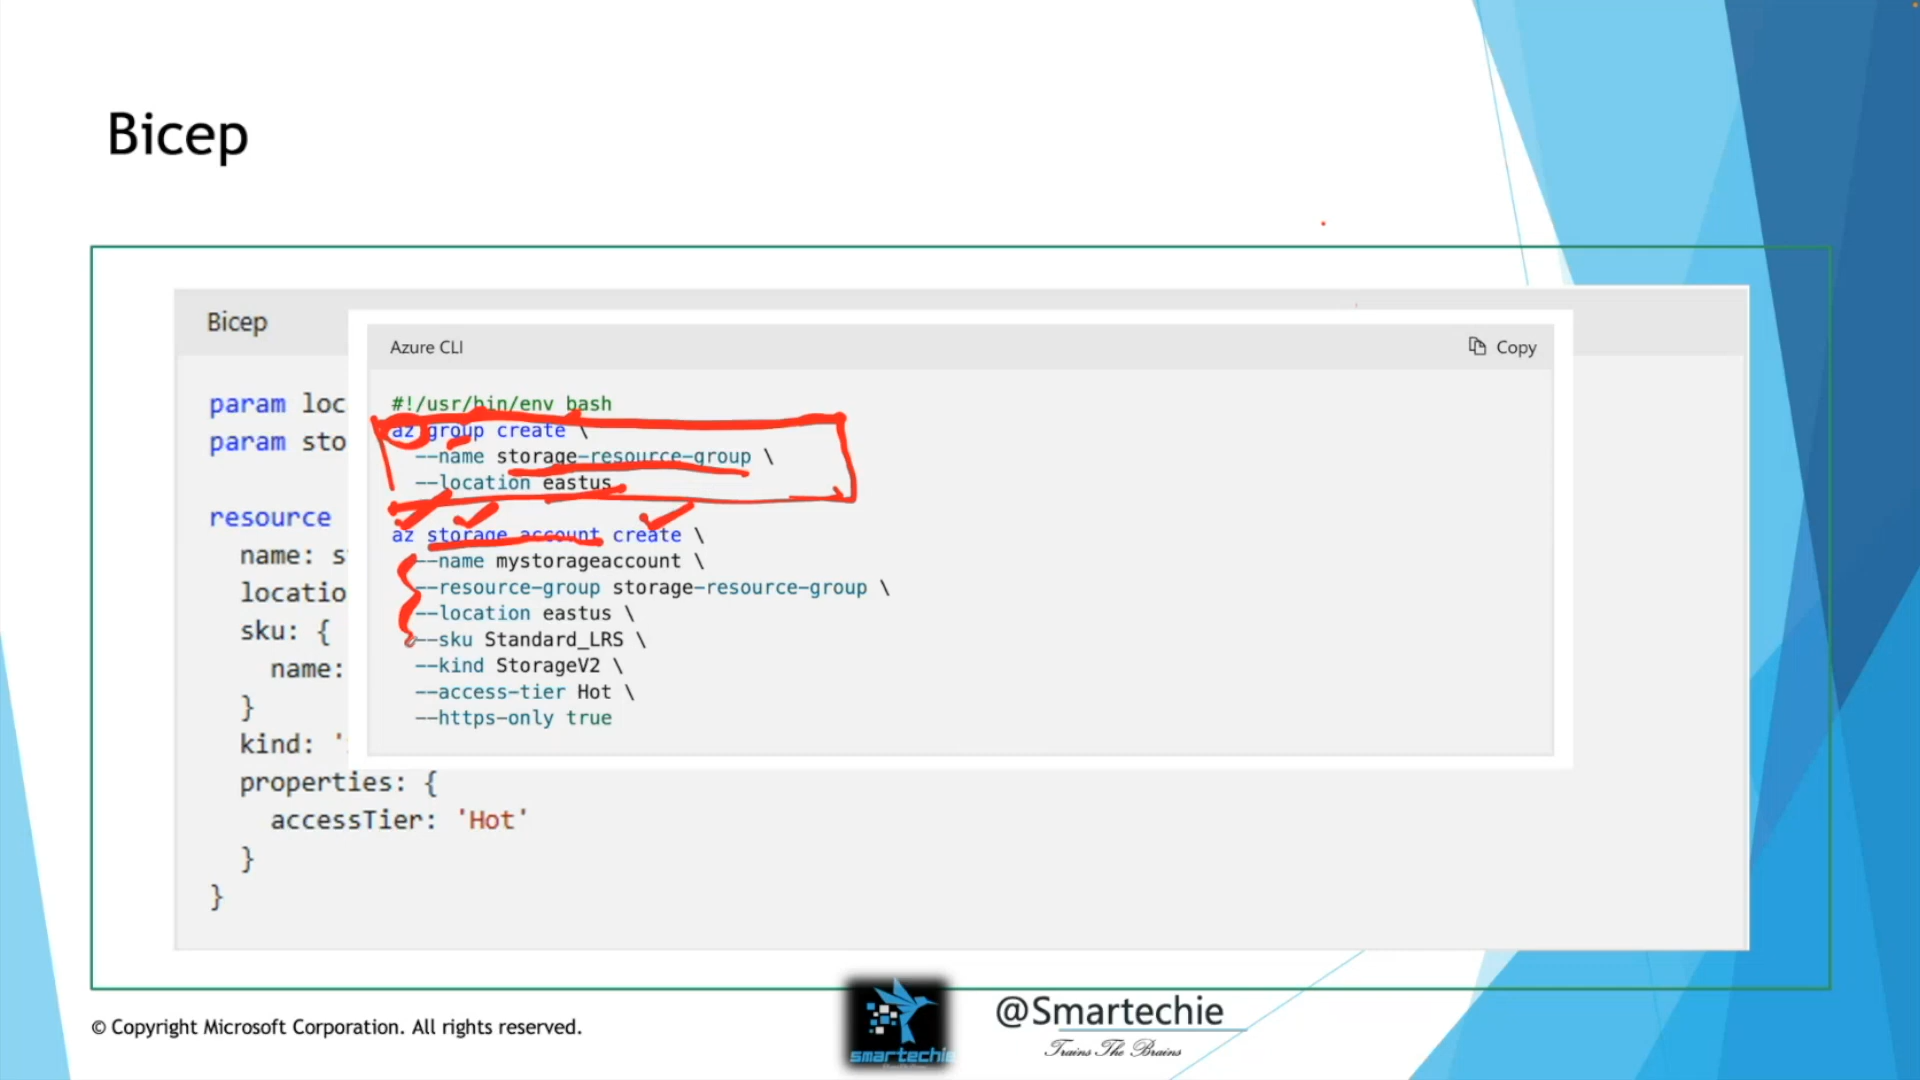 Bicep
Bicep
param loc
param sto
resource
name: s
locatio
sku: {
name:
}
kind: '
properties: {
accessTier: 'Hot'
}
}
Azure CLI
Copy
#!/usr/bin/env bash
az group create \
--name storage-resource-group \
--location eastus
az storage account create \
--name mystorageaccount \
--resource-group storage-resource-group \
--location eastus \
--sku Standard_LRS \
--kind StorageV2 \
--access-tier Hot \
--https-only true
© Copyright Microsoft Corporation. All rights reserved.
smartechie
@Smartechie
Trains The Brains